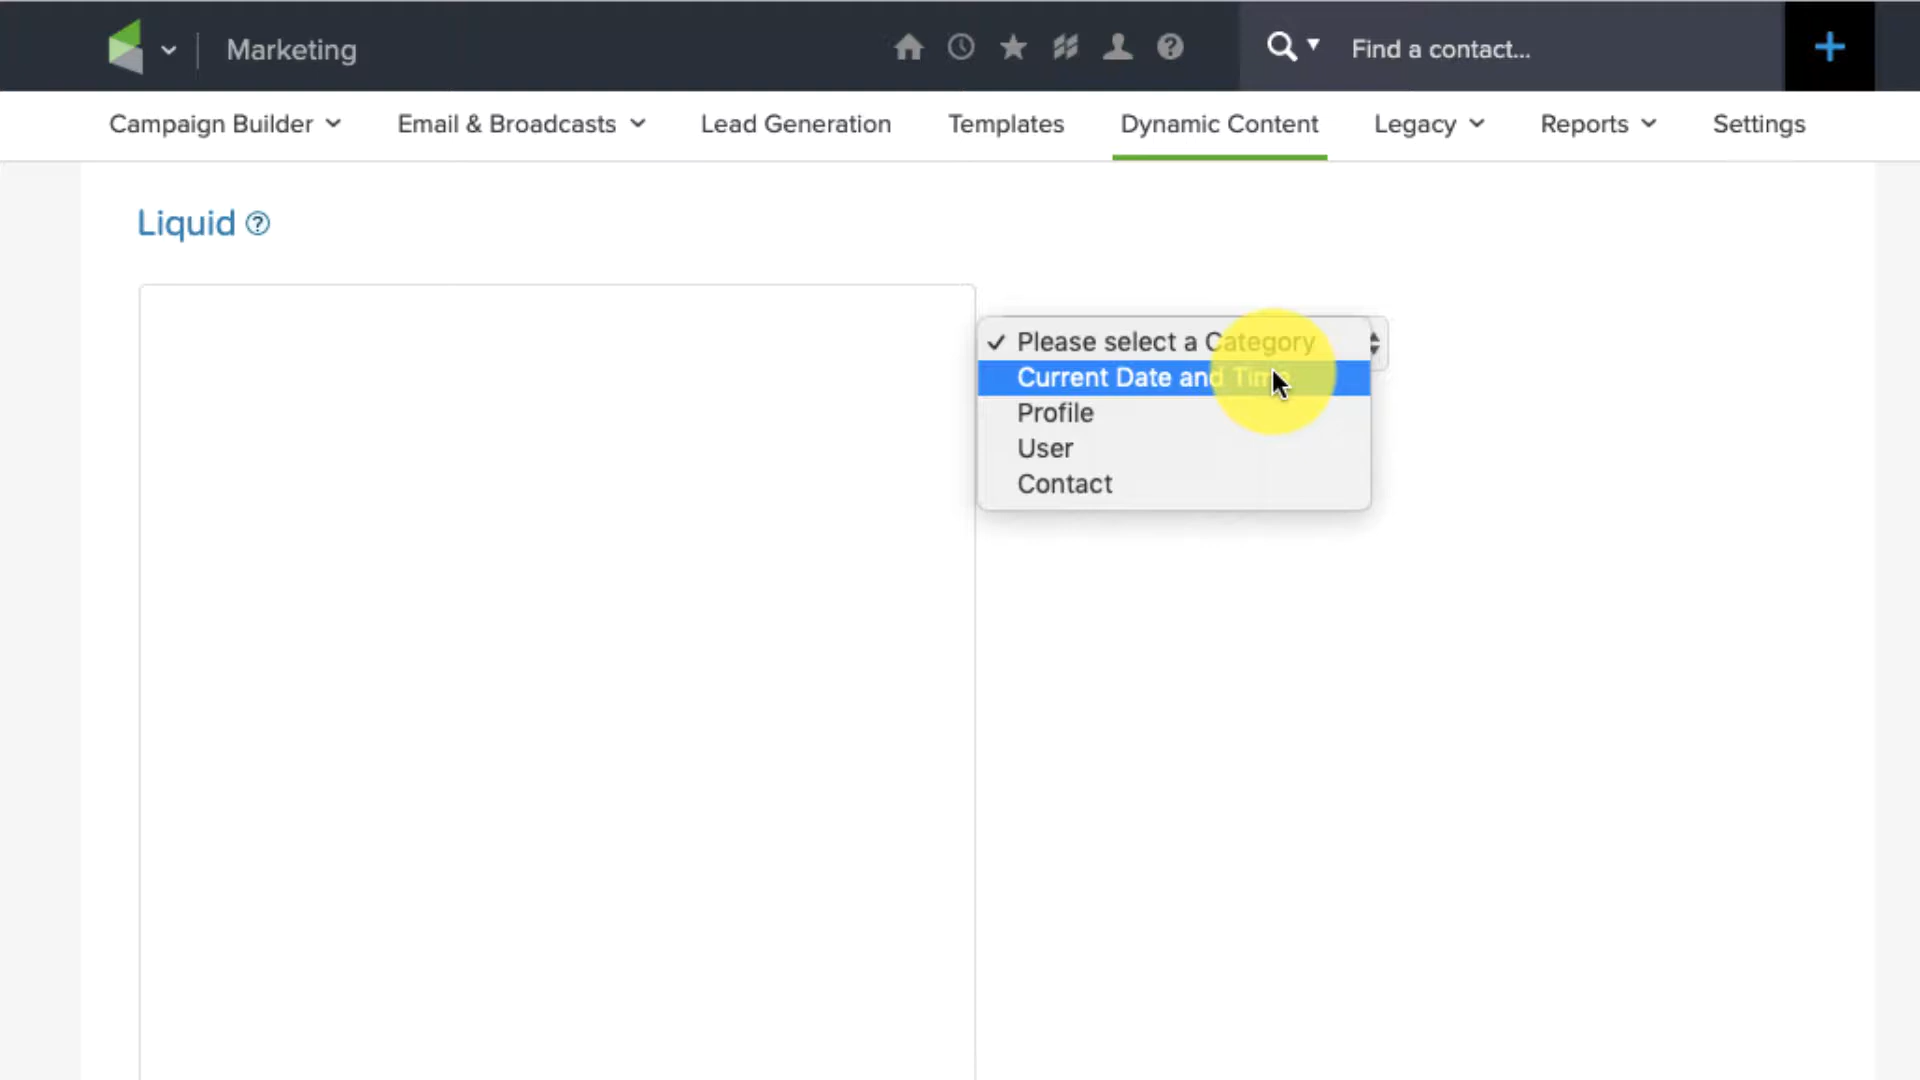 Marketing
Find a contact...
Campaign Builder
Email & Broadcasts
Lead Generation
Templates
Dynamic Content
Legacy
Reports
Settings
Liquid ?
✓ Please select a Category
Current Date and Time
Profile
User
Contact